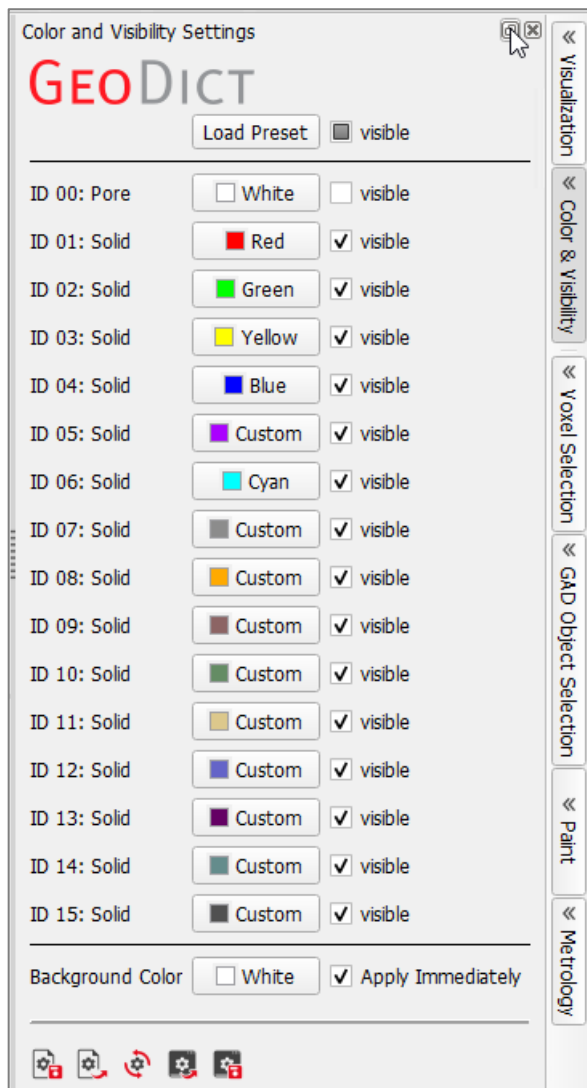 Color and Visibility Settings
GEODICT
Load Preset visible
ID 00: Pore White visible
ID 01: Solid Red visible
ID 02: Solid Green visible
ID 03: Solid Yellow visible
ID 04: Solid Blue visible
ID 05: Solid Custom visible
ID 06: Solid Cyan visible
ID 07: Solid Custom visible
ID 08: Solid Custom visible
ID 09: Solid Custom visible
ID 10: Solid Custom visible
ID 11: Solid Custom visible
ID 12: Solid Custom visible
ID 13: Solid Custom visible
ID 14: Solid Custom visible
ID 15: Solid Custom visible
Background Color White Apply Immediately
Visualization
Color & Visibility
Voxel Selection
GAD Object Selection
Paint
Metrology